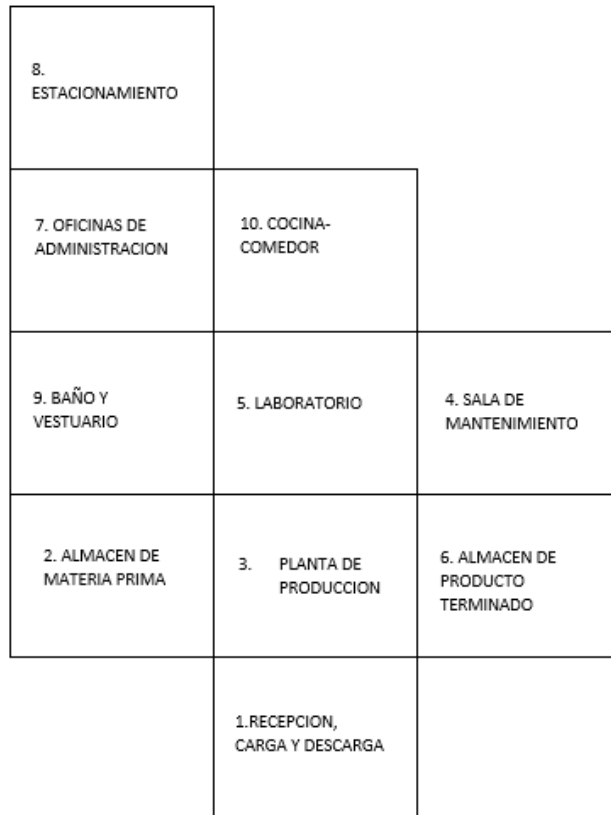 8.
ESTACIONAMIENTO
7. OFICINAS DE
ADMINISTRACION
10. COCINA-
COMEDOR
9. BAÑO Y
VESTUARIO
5. LABORATORIO
4. SALA DE
MANTENIMIENTO
2. ALMACEN DE
MATERIA PRIMA
3. PLANTA DE
PRODUCCION
6. ALMACEN DE
PRODUCTO
TERMINADO
1.RECEPCION,
CARGA Y DESCARGA